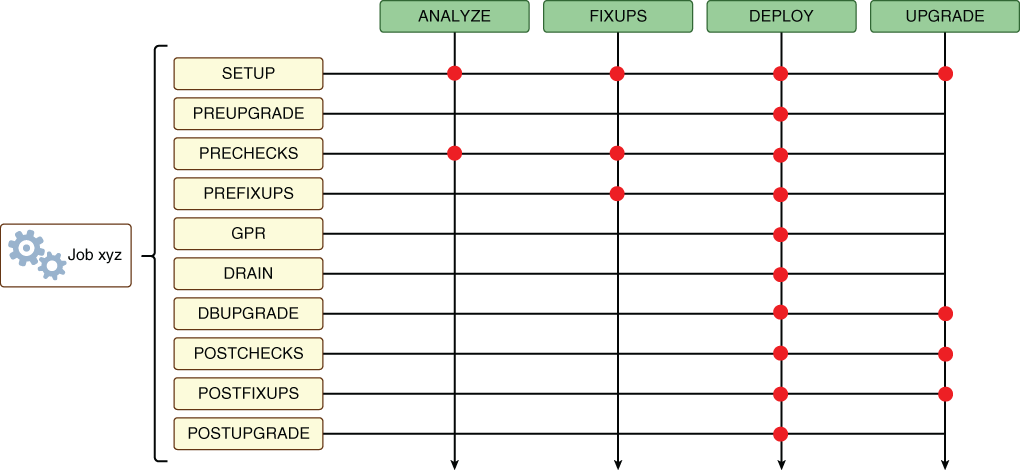 ANALYZE FIXUPS DEPLOY UPGRADE
SETUP
PREUPGRADE
PRECHECKS
PREFIXUPS
GPR
Job xyz
DRAIN
DBUPGRADE
POSTCHECKS
POSTFIXUPS
POSTUPGRADE